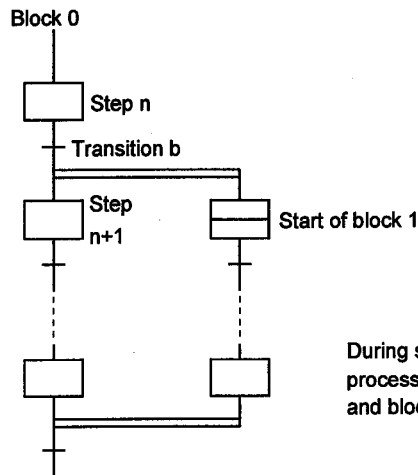 Block 0
Step n
Transition b
Step
n+1
Start of block 1
During s
process
and bloc